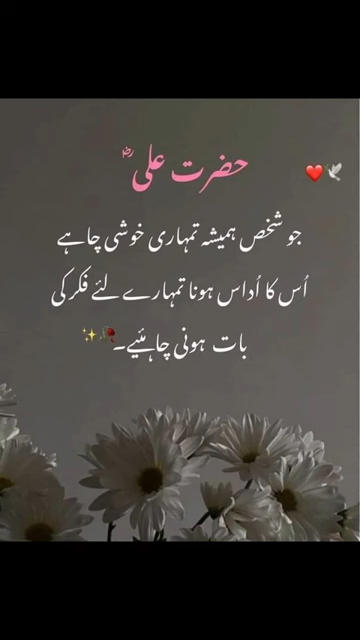 حضرت علیؓ
❤️🕊️
جو شخص ہمیشہ تمہاری خوشی چاہے
اُس کا اُداس ہونا تمہارے لئے فکر کی
بات ہونی چاہئیے۔🥀✨